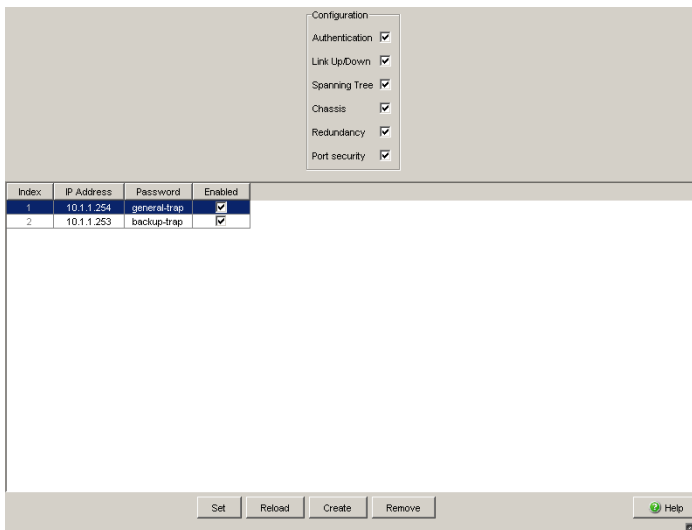 Configuration
Authentication
Link Up/Down
Spanning Tree
Chassis
Redundancy
Port security
Index IP Address Password Enabled
1 10.1.1.254 general-trap
2 10.1.1.253 backup-trap
Set Reload Create Remove Help